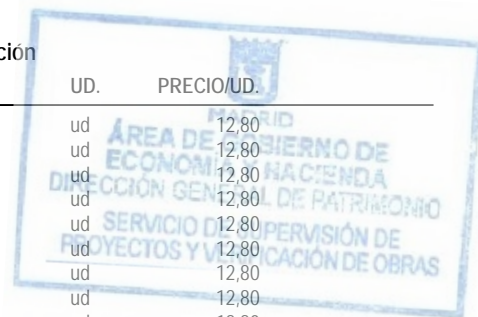 ción
UD. PRECIO/UD.
MADRID
ud 12,80
ÁREA DE GOBIERNO DE
ud 12,80
ECONOMÍA Y HACIENDA
ud 12,80
DIRECCIÓN GENERAL DE PATRIMONIO
ud 12,80
SERVICIO DE SUPERVISIÓN DE
ud 12,80
PROYECTOS Y VERIFICACIÓN DE OBRAS
ud 12,80
ud 12,80
ud 12,80